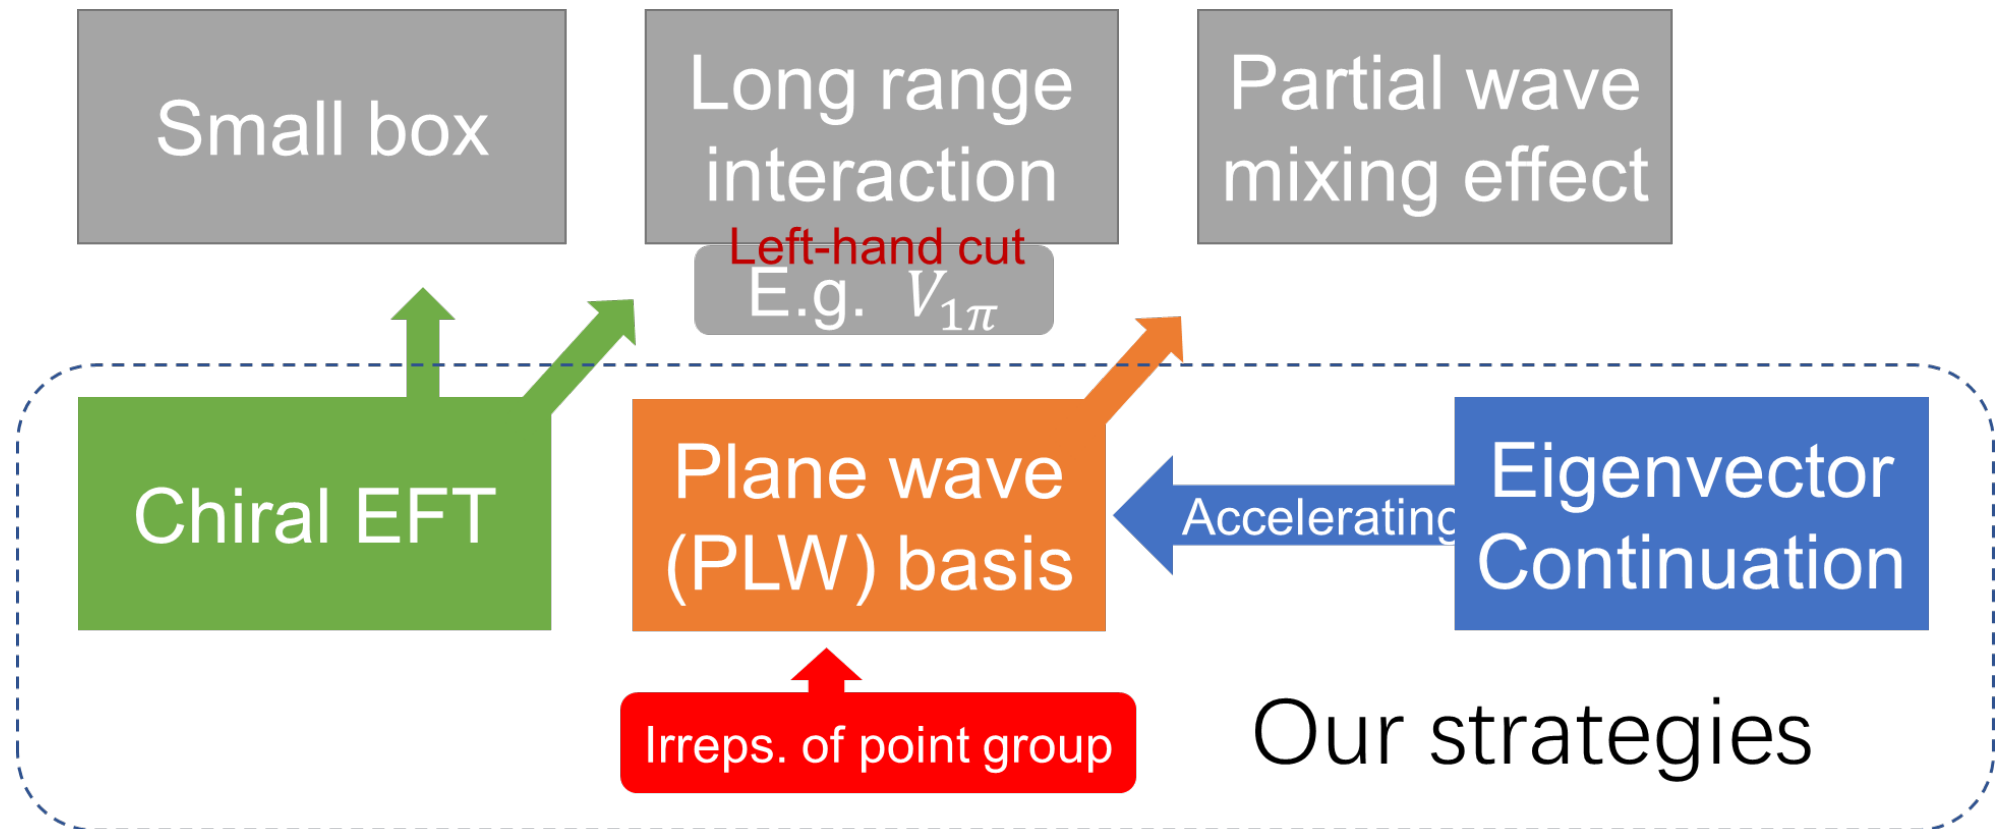 Small box
Long range
interaction
Left-hand cut
E.g. V₁π
Partial wave
mixing effect
Chiral EFT
Plane wave
(PLW) basis
Accelerating
Eigenvector
Continuation
Irreps. of point group
Our strategies